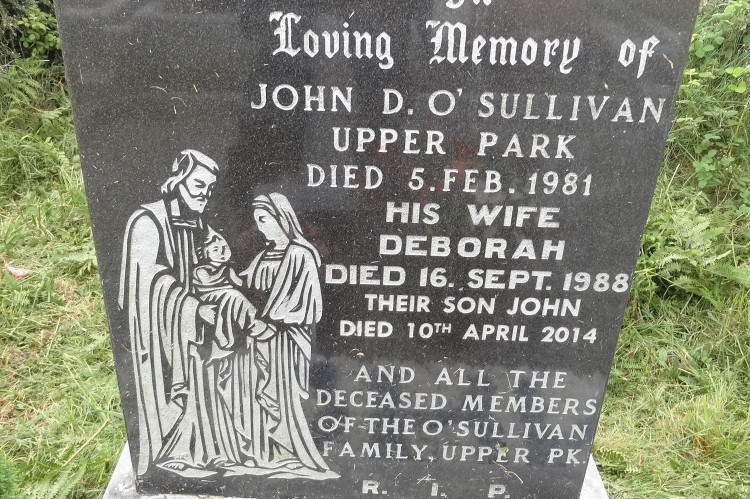 In
Loving Memory of
JOHN D. O' SULLIVAN
UPPER PARK
DIED 5. FEB. 1981
HIS WIFE
DEBORAH
DIED 16. SEPT. 1988
THEIR SON JOHN
DIED 10TH APRIL 2014
AND ALL THE
DECEASED MEMBERS
OF-THE O'SULLIVAN
FAMILY, UPPER PK.
R. I. P.